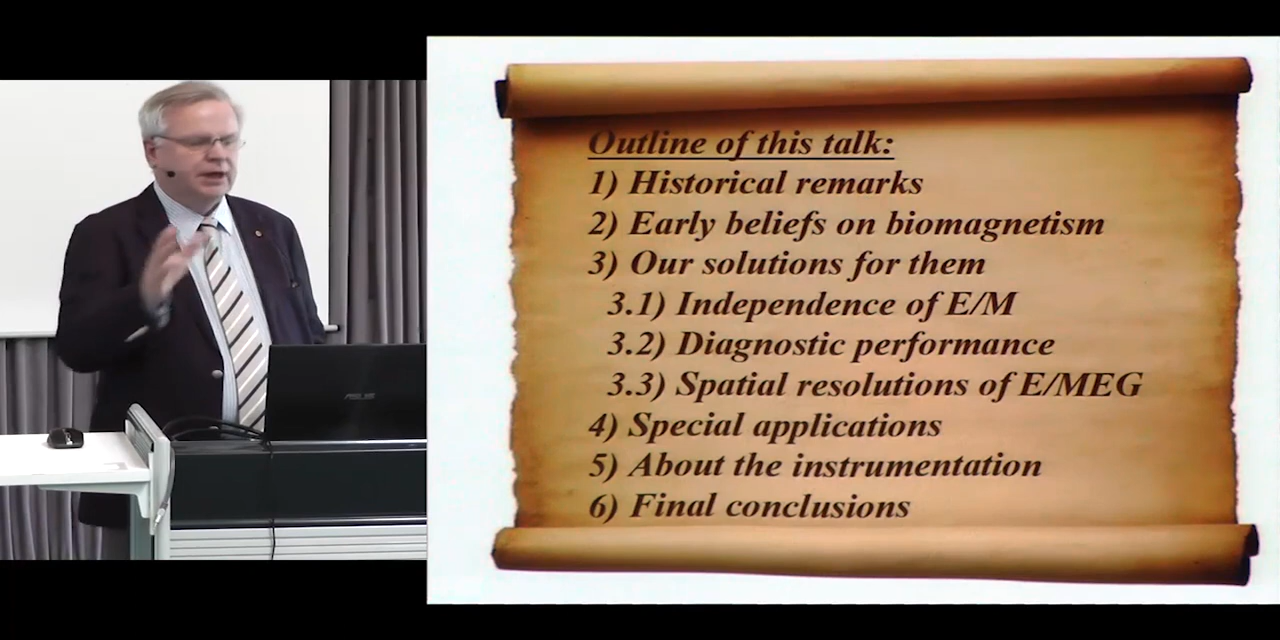 Outline of this talk:
1) Historical remarks
2) Early beliefs on biomagnetism
3) Our solutions for them
3.1) Independence of E/M
3.2) Diagnostic performance
3.3) Spatial resolutions of E/MEG
4) Special applications
5) About the instrumentation
6) Final conclusions
ASUS